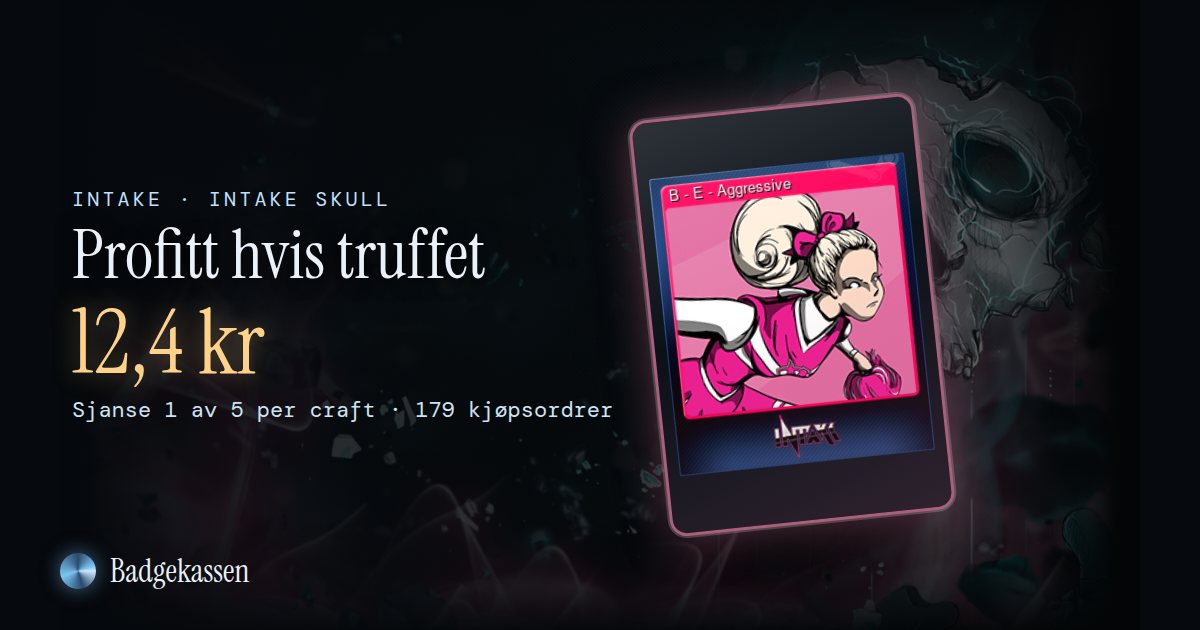 INTAKE · INTAKE SKULL
Profitt hvis truffet
12,4 kr
Sjanse 1 av 5 per craft · 179 kjøpsordrer
B - E - Aggressive
INTAKE
Badgekassen